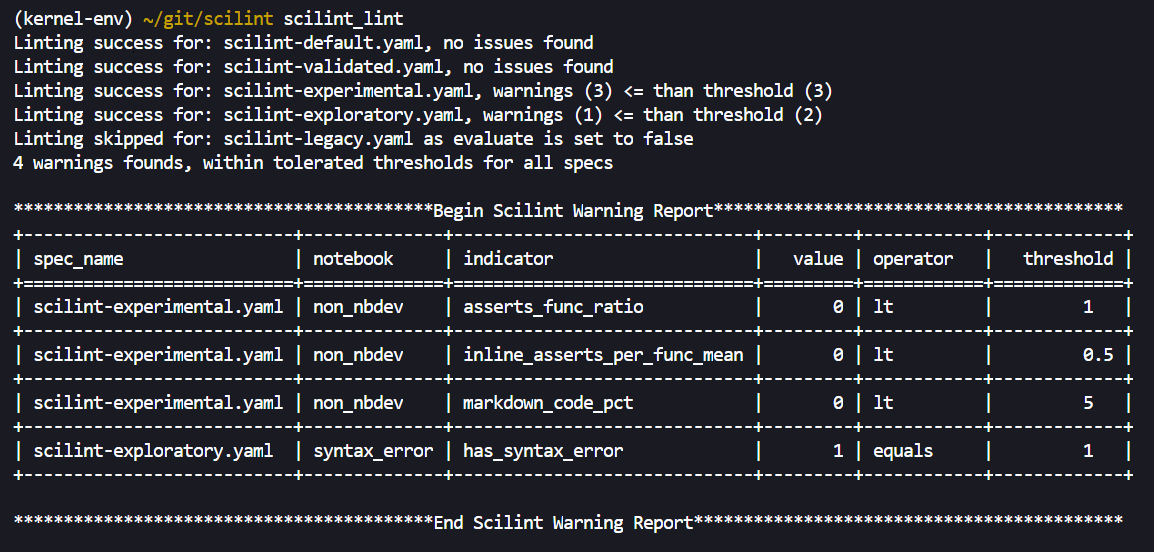 (kernel-env) ~/git/scilint scilint_lint
Linting success for: scilint-default.yaml, no issues found
Linting success for: scilint-validated.yaml, no issues found
Linting success for: scilint-experimental.yaml, warnings (3) <= than threshold (3)
Linting success for: scilint-exploratory.yaml, warnings (1) <= than threshold (2)
Linting skipped for: scilint-legacy.yaml as evaluate is set to false
4 warnings founds, within tolerated thresholds for all specs

******************************************Begin Scilint Warning Report*****************************************
+---------------------------+--------------+------------------------------+---------+------------+-------------+
| spec_name                 | notebook     | indicator                    |   value | operator   |   threshold |
+===========================+==============+==============================+=========+============+=============+
| scilint-experimental.yaml | non_nbdev    | asserts_func_ratio           |       0 | lt         |         1   |
+---------------------------+--------------+------------------------------+---------+------------+-------------+
| scilint-experimental.yaml | non_nbdev    | inline_asserts_per_func_mean |       0 | lt         |         0.5 |
+---------------------------+--------------+------------------------------+---------+------------+-------------+
| scilint-experimental.yaml | non_nbdev    | markdown_code_pct            |       0 | lt         |         5   |
+---------------------------+--------------+------------------------------+---------+------------+-------------+
| scilint-exploratory.yaml  | syntax_error | has_syntax_error             |       1 | equals     |         1   |
+---------------------------+--------------+------------------------------+---------+------------+-------------+

******************************************End Scilint Warning Report*******************************************